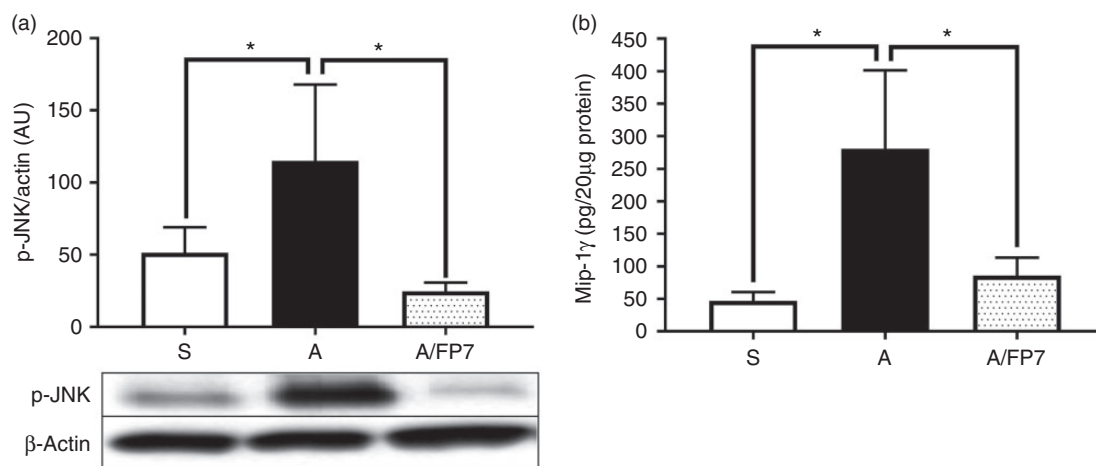 (a)
200
150
100
50
0
p-JNK/actin (AU)
*
*
S A A/FP7
p-JNK
β-Actin
(b)
450
400
350
300
250
200
150
100
50
0
Mip-1γ (pg/20µg protein)
*
*
S A A/FP7